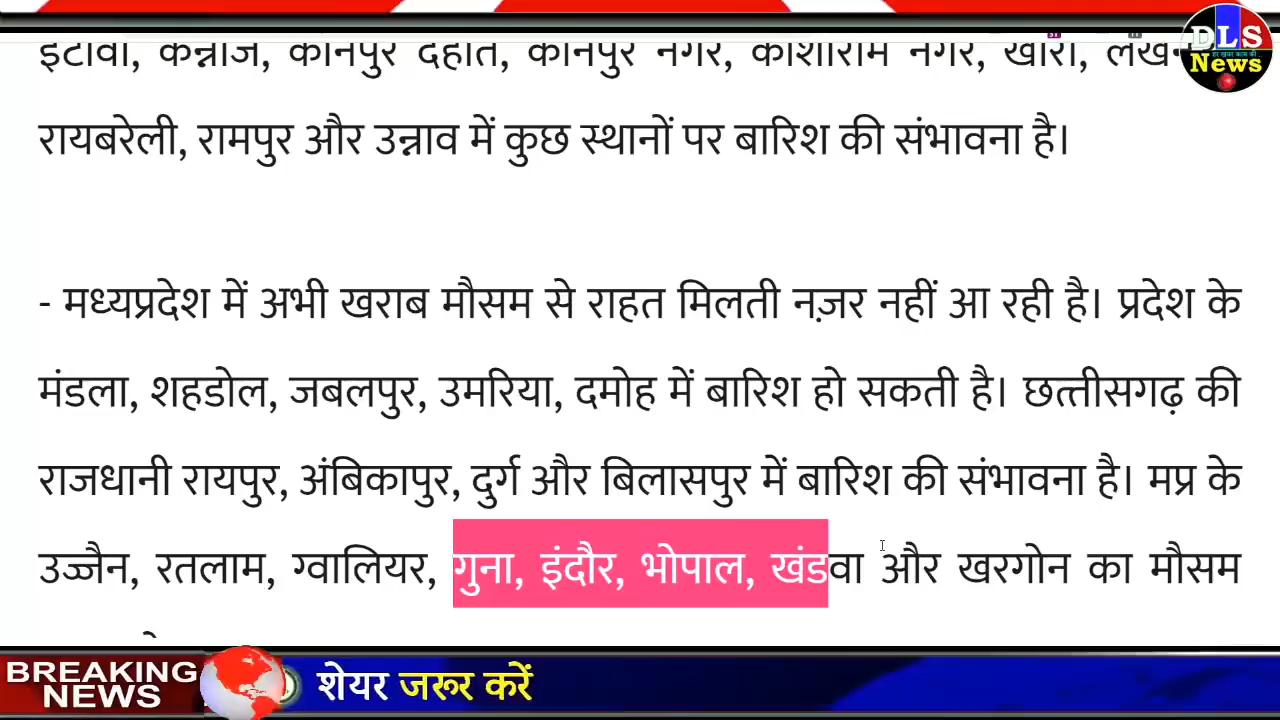 इटावा, कन्नौज, कानपुर देहात, कानपुर नगर, कांशीराम नगर, खीरी,
रायबरेली, रामपुर और उन्नाव में कुछ स्थानों पर बारिश की संभावना है।
- मध्यप्रदेश में अभी खराब मौसम से राहत मिलती नज़र नहीं आ रही है। प्रदेश के
मंडला, शहडोल, जबलपुर, उमरिया, दमोह में बारिश हो सकती है। छत्तीसगढ़ की
राजधानी रायपुर, अंबिकापुर, दुर्ग और बिलासपुर में बारिश की संभावना है। मप्र के
उज्जैन, रतलाम, ग्वालियर, गुना, इंदौर, भोपाल, खंडवा और खरगोन का मौसम
DLS
News
BREAKING
NEWS
शेयर जरूर करें